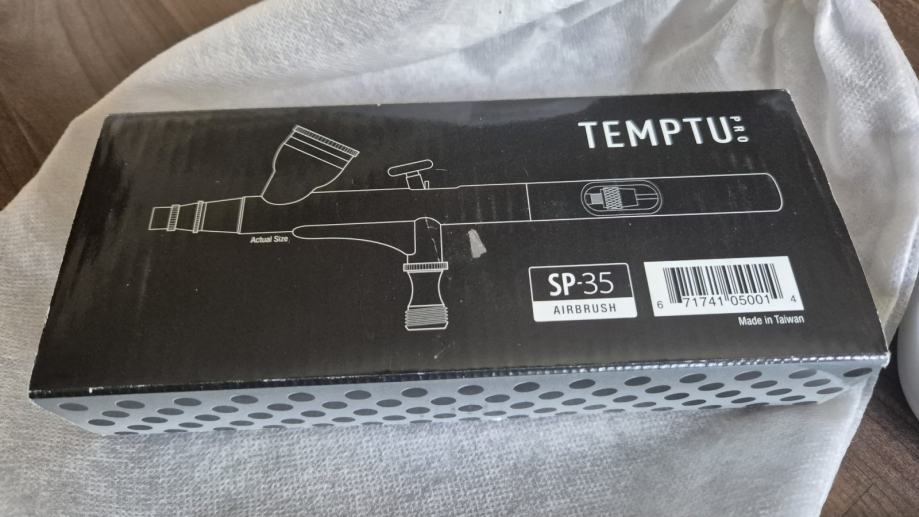 TEMPTU PRO
Actual Size
SP-35
AIRBRUSH
6 71741 05001 4
Made in Taiwan